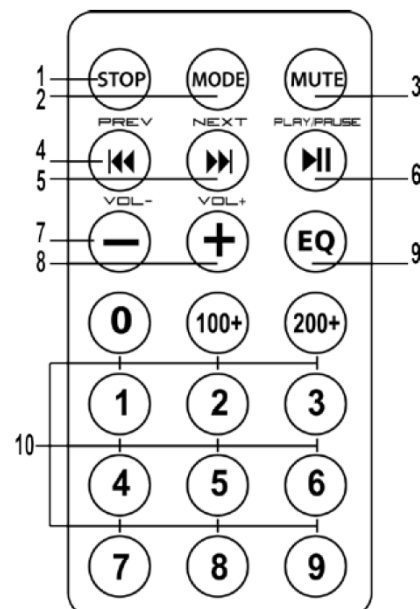 1 STOP MODE MUTE 3
2
PREV NEXT PLAY/PAUSE
4
5 6
VOL- VOL+
7 EQ 9
8
0 100+ 200+
1 2 3
10
4 5 6
7 8 9